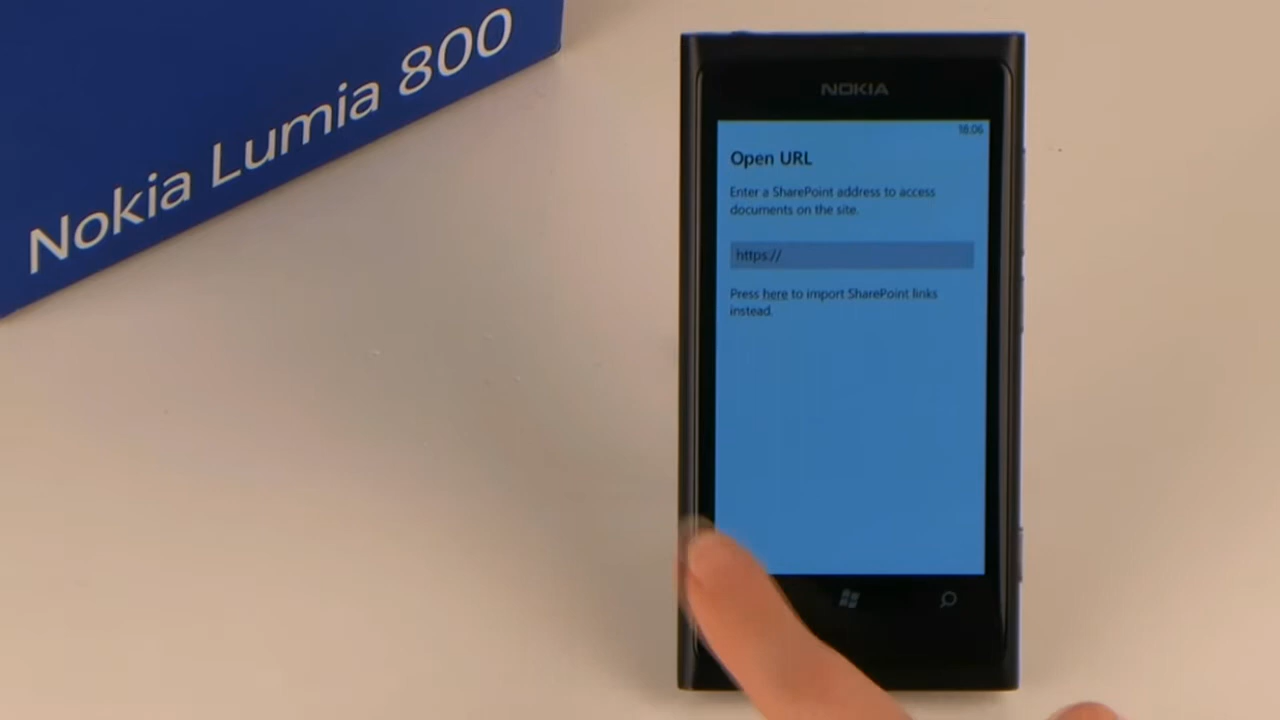 Nokia Lumia 800
NOKIA
18:06
Open URL
Enter a SharePoint address to access
documents on the site.
https://
Press here to import SharePoint links
instead.